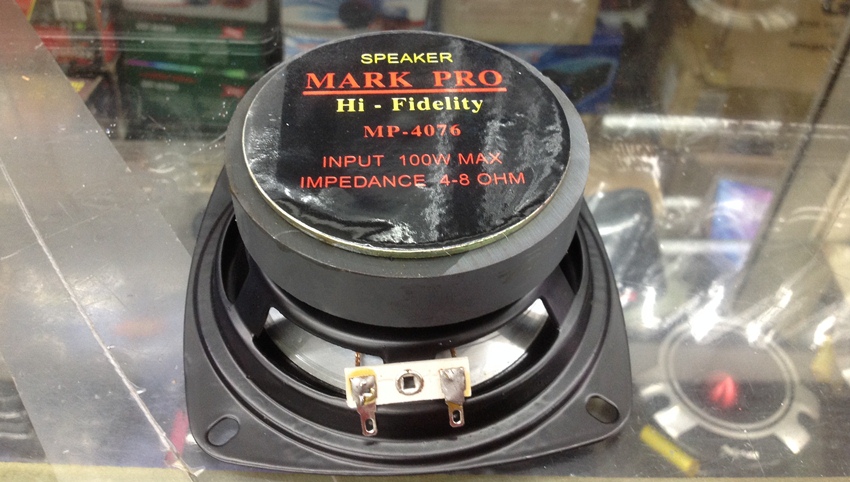 SPEAKER
MARK PRO
Hi - Fidelity
MP-4076
INPUT 100W MAX
IMPEDANCE 4-8 OHM